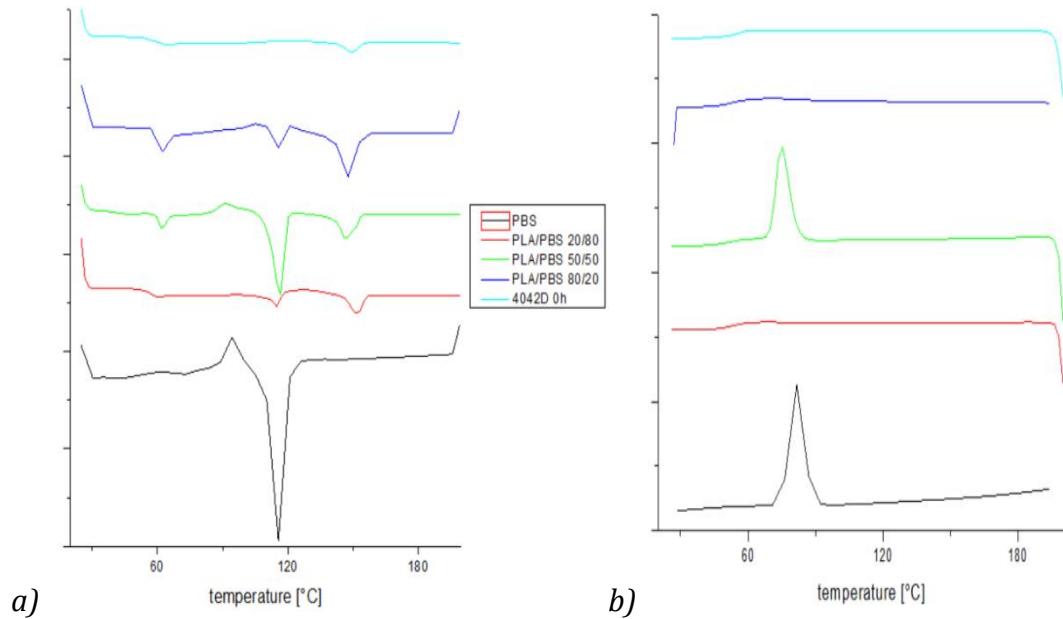 PBS
PLA/PBS 20/80
PLA/PBS 50/50
PLA/PBS 80/20
4042D 0h
60
120
180
temperature [°C]
a)
60
120
180
temperature [°C]
b)